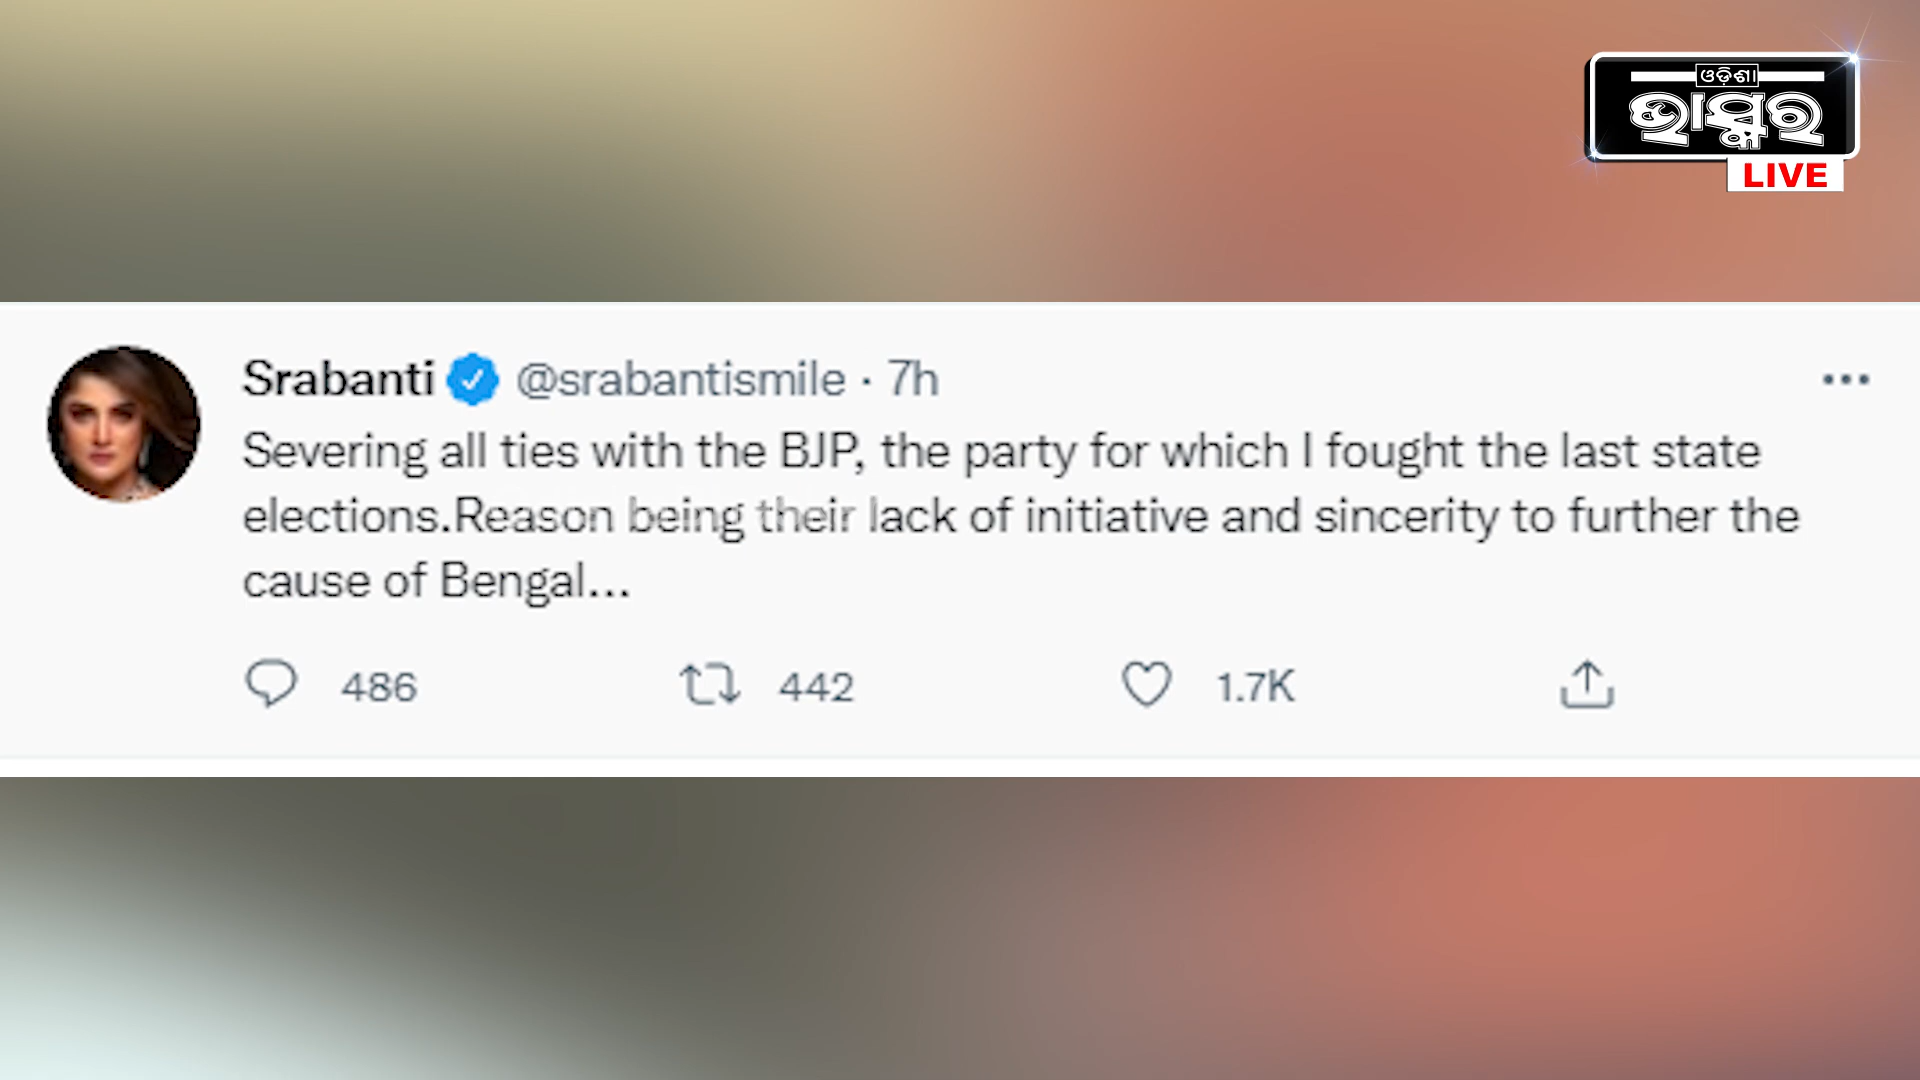 ଓଡ଼ିଶା
ଭାସ୍କର
LIVE
Srabanti @srabantismile · 7h
Severing all ties with the BJP, the party for which I fought the last state
elections.Reason being their lack of initiative and sincerity to further the
cause of Bengal...
486 442 1.7K